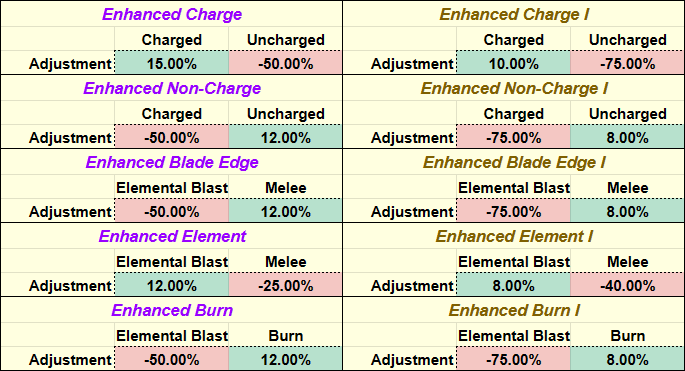 Enhanced Charge Enhanced Charge I
Charged Uncharged Charged Uncharged
Adjustment 15.00% -50.00% Adjustment 10.00% -75.00%
Enhanced Non-Charge Enhanced Non-Charge I
Charged Uncharged Charged Uncharged
Adjustment -50.00% 12.00% Adjustment -75.00% 8.00%
Enhanced Blade Edge Enhanced Blade Edge I
Elemental Blast Melee Elemental Blast Melee
Adjustment -50.00% 12.00% Adjustment -75.00% 8.00%
Enhanced Element Enhanced Element I
Elemental Blast Melee Elemental Blast Melee
Adjustment 12.00% -25.00% Adjustment 8.00% -40.00%
Enhanced Burn Enhanced Burn I
Elemental Blast Burn Elemental Blast Burn
Adjustment -50.00% 12.00% Adjustment -75.00% 8.00%